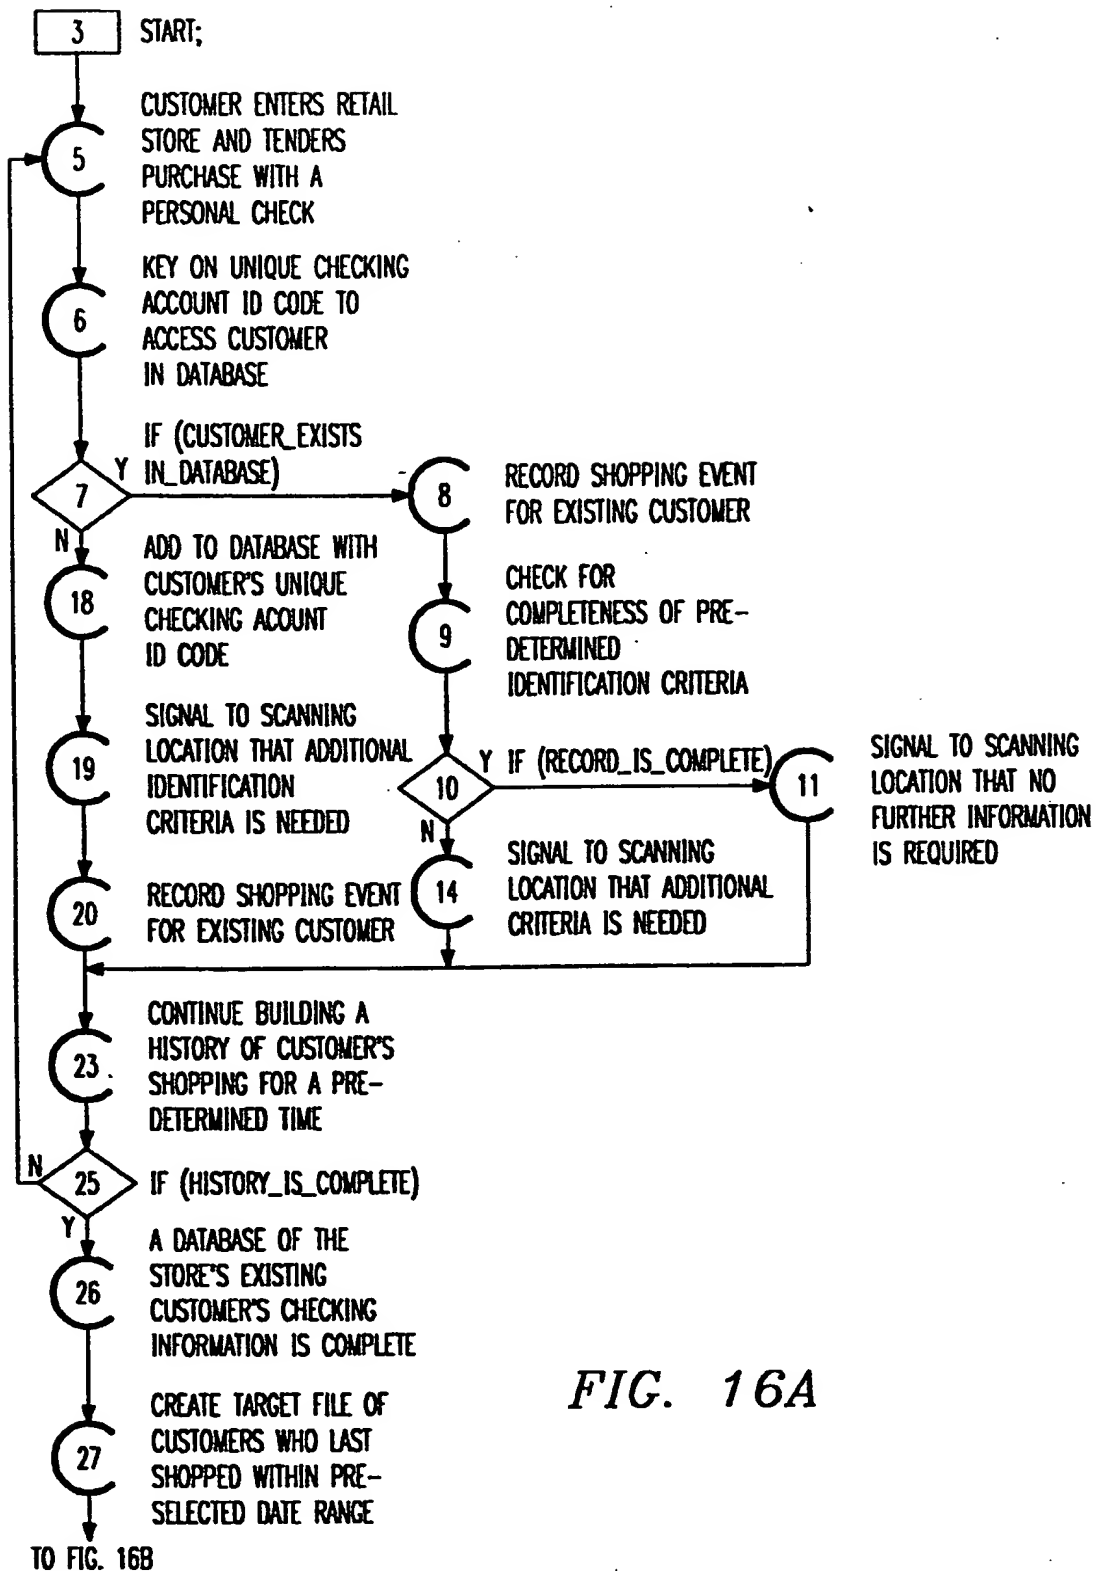 3 START;
CUSTOMER ENTERS RETAIL
STORE AND TENDERS
PURCHASE WITH A
PERSONAL CHECK
5
KEY ON UNIQUE CHECKING
ACCOUNT ID CODE TO
ACCESS CUSTOMER
IN DATABASE
6
IF (CUSTOMER_EXISTS
IN_DATABASE)
Y
7
N
8
RECORD SHOPPING EVENT
FOR EXISTING CUSTOMER
ADD TO DATABASE WITH
CUSTOMER'S UNIQUE
CHECKING ACOUNT
ID CODE
18
9
CHECK FOR
COMPLETENESS OF PRE-
DETERMINED
IDENTIFICATION CRITERIA
SIGNAL TO SCANNING
LOCATION THAT ADDITIONAL
IDENTIFICATION
CRITERIA IS NEEDED
19
10
Y IF (RECORD_IS_COMPLETE)
N
11
SIGNAL TO SCANNING
LOCATION THAT NO
FURTHER INFORMATION
IS REQUIRED
14
SIGNAL TO SCANNING
LOCATION THAT ADDITIONAL
CRITERIA IS NEEDED
20
RECORD SHOPPING EVENT
FOR EXISTING CUSTOMER
CONTINUE BUILDING A
HISTORY OF CUSTOMER'S
SHOPPING FOR A PRE-
DETERMINED TIME
23
N
25
IF (HISTORY_IS_COMPLETE)
Y
A DATABASE OF THE
STORE'S EXISTING
CUSTOMER'S CHECKING
INFORMATION IS COMPLETE
26
CREATE TARGET FILE OF
CUSTOMERS WHO LAST
SHOPPED WITHIN PRE-
SELECTED DATE RANGE
27
TO FIG. 16B
FIG. 16A